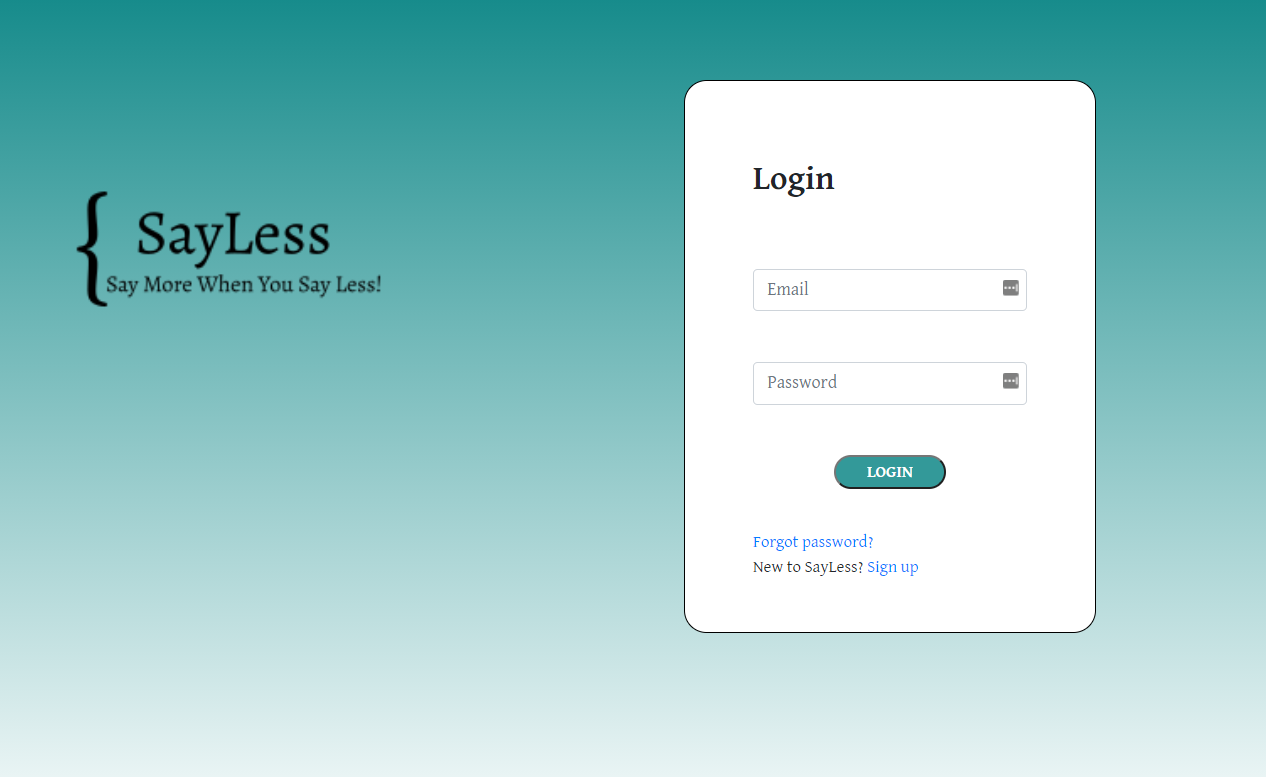 SayLess
Say More When You Say Less!
Login
Email
Password
LOGIN
Forgot password?
New to SayLess? Sign up